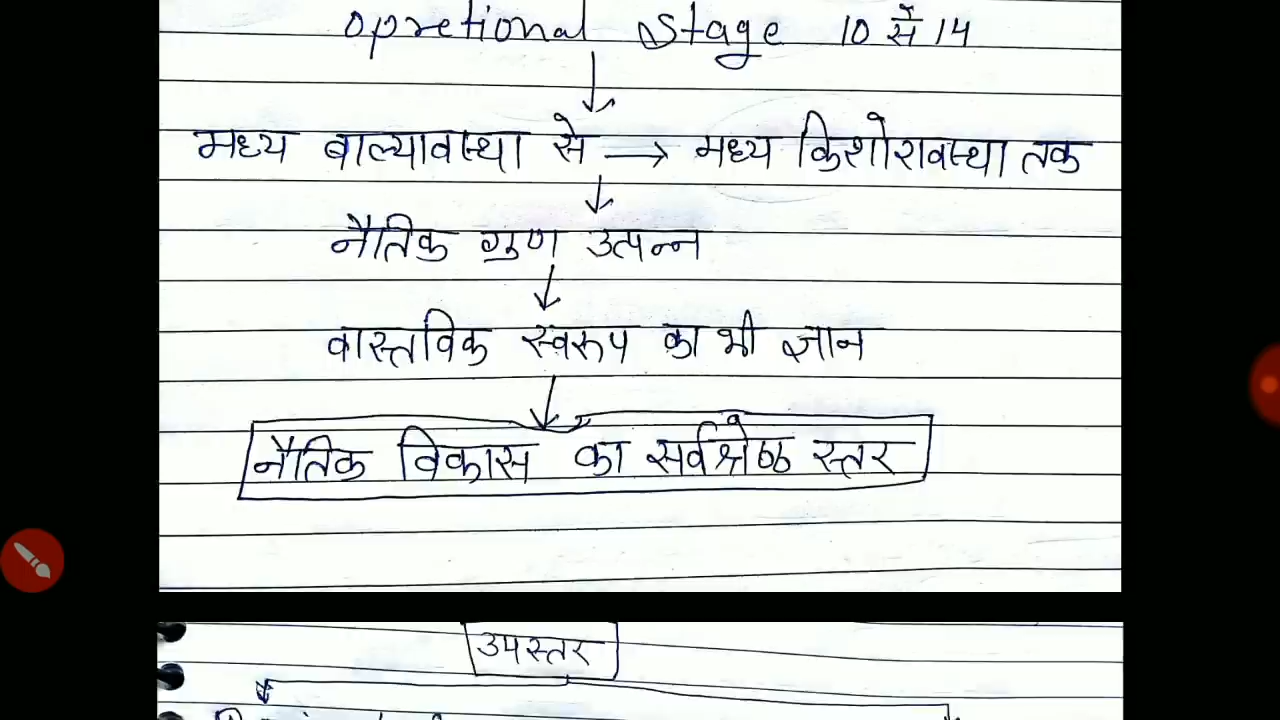 opretional stage 10 से 14
मध्य बाल्यावस्था से → मध्य किशोरावस्था तक
नैतिक गुण उत्पन्न
वास्तविक स्वरूप का भी ज्ञान
नैतिक विकास का सर्वश्रेष्ठ स्तर
उपस्तर